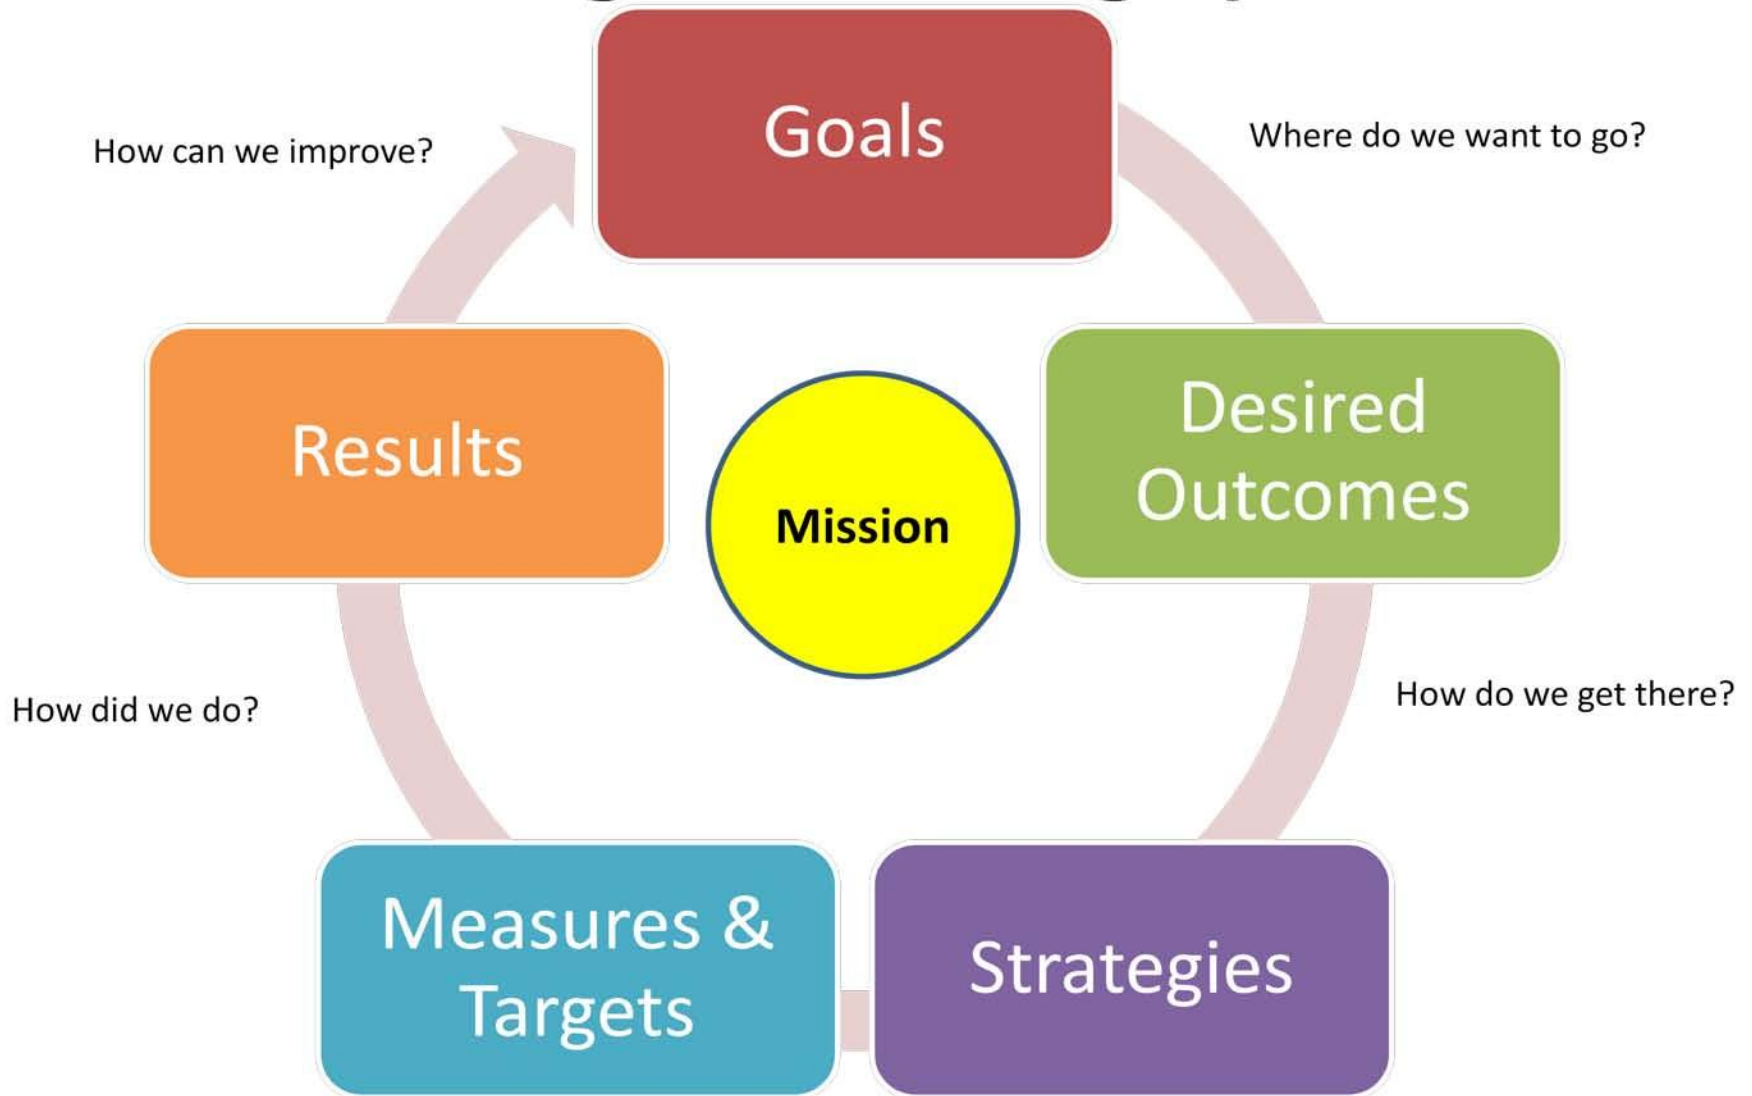 Goals
How can we improve?
Where do we want to go?
Results
Desired
Outcomes
Mission
How did we do?
How do we get there?
Measures &
Targets
Strategies